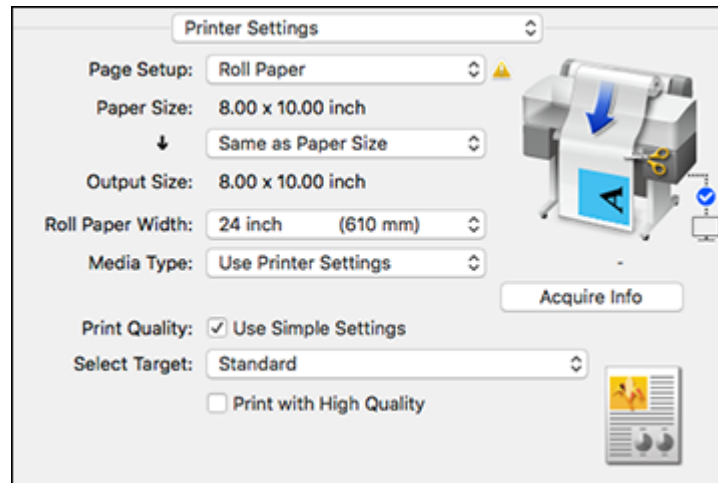 Printer Settings
Page Setup: Roll Paper
Paper Size: 8.00 x 10.00 inch
Same as Paper Size
Output Size: 8.00 x 10.00 inch
Roll Paper Width: 24 inch (610 mm)
Media Type: Use Printer Settings
A
-
Acquire Info
Print Quality: Use Simple Settings
Select Target: Standard
Print with High Quality